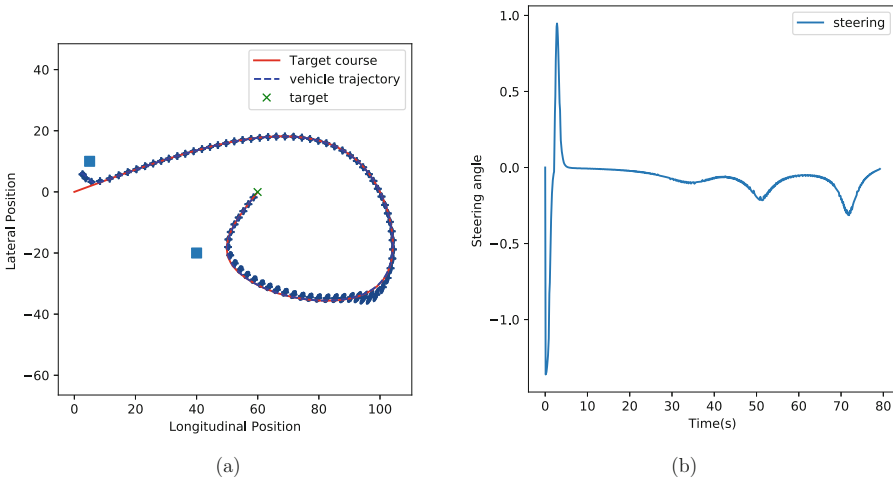 Target course
vehicle trajectory
target
40
20
0
−20
−40
−60
Lateral Position
0 20 40 60 80 100
Longitudinal Position
(a)
steering
1.0
0.5
0.0
−0.5
−1.0
Steering angle
0 10 20 30 40 50 60 70 80
Time(s)
(b)